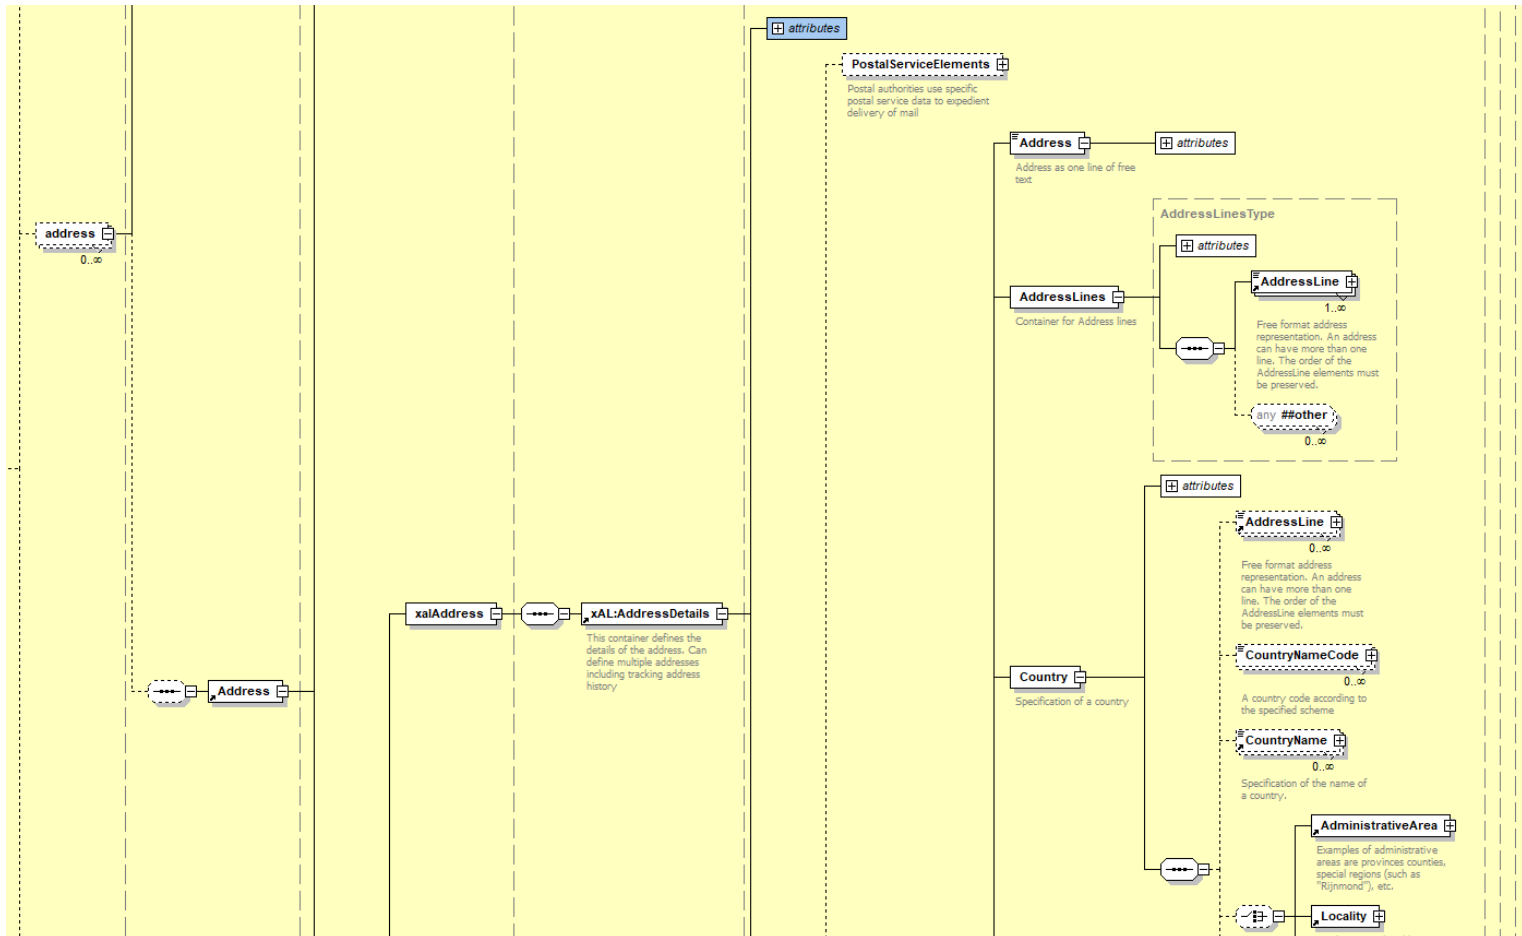 attributes
PostalServiceElements
Postal authorities use specific
postal service data to expedient
delivery of mail
Address
attributes
Address as one line of free
text
AddressLinesType
address
0..∞
attributes
AddressLine
1..∞
AddressLines
Container for Address lines
Free format address
representation. An address
can have more than one
line. The order of the
AddressLine elements must
be preserved.
any ##other
0..∞
attributes
AddressLine
0..∞
Free format address
representation. An address
can have more than one
line. The order of the
AddressLine elements must
be preserved.
xalAddress
xAL:AddressDetails
This container defines the
details of the address. Can
define multiple addresses
including tracking address
history
CountryNameCode
0..∞
Address
Country
Specification of a country
A country code according to
the specified scheme
CountryName
0..∞
Specification of the name of
a country.
AdministrativeArea
Examples of administrative
areas are provinces counties,
special regions (such as
"Rijnmond"), etc.
Locality